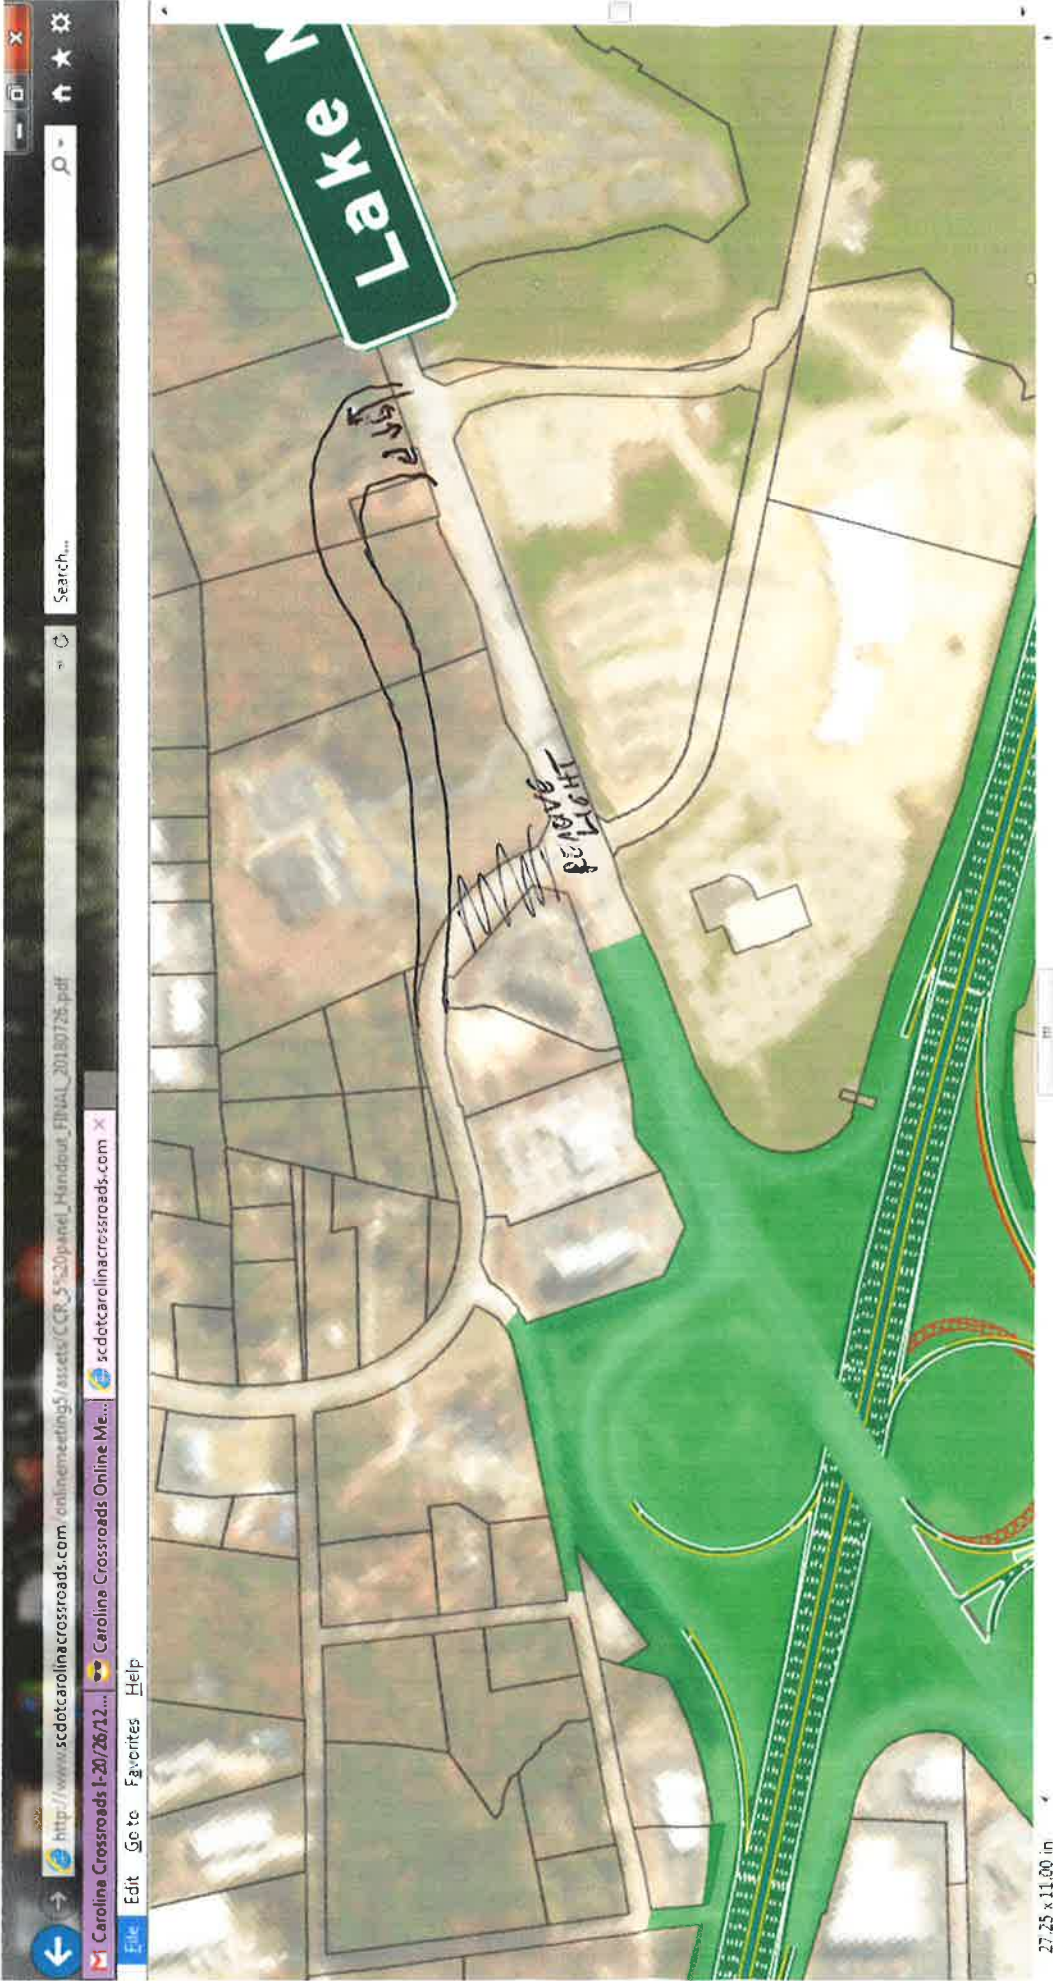 http://www.scdotcarolinacrossroads.com/onlinemeeting5/assets/CCR_5%20panel_Handout_FINAL_20180726.pdf
Search...
Carolina Crossroads I-20/26/12...
Carolina Crossroads Online Me...
scdotcarolinacrossroads.com
File Edit Go to Favorites Help
Lake
REMOVE
LIGHT
27.25 x 11.00 in